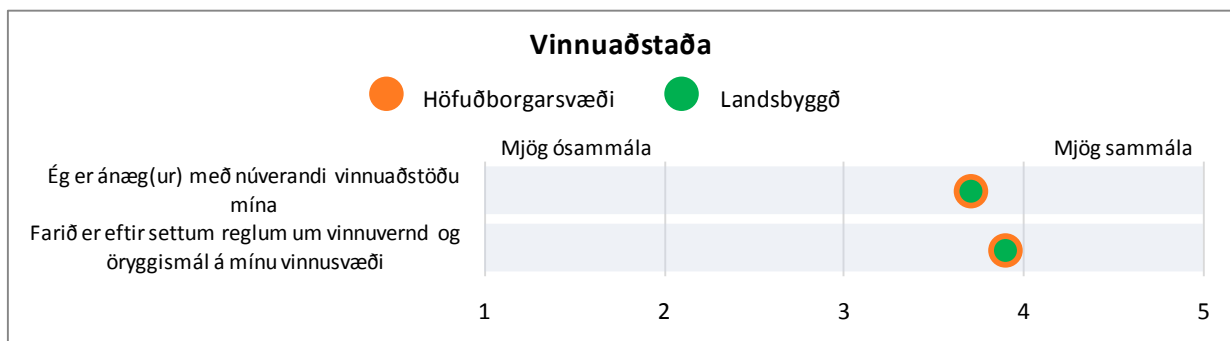 Vinnuaðstaða
Höfuðborgarsvæði
Landsbyggð
Mjög ósammála
Mjög sammála
Ég er ánæg(ur) með núverandi vinnuaðstöðu
mína
Farið er eftir settum reglum um vinnuvernd og
öryggismál á mínu vinnusvæði
1 2 3 4 5